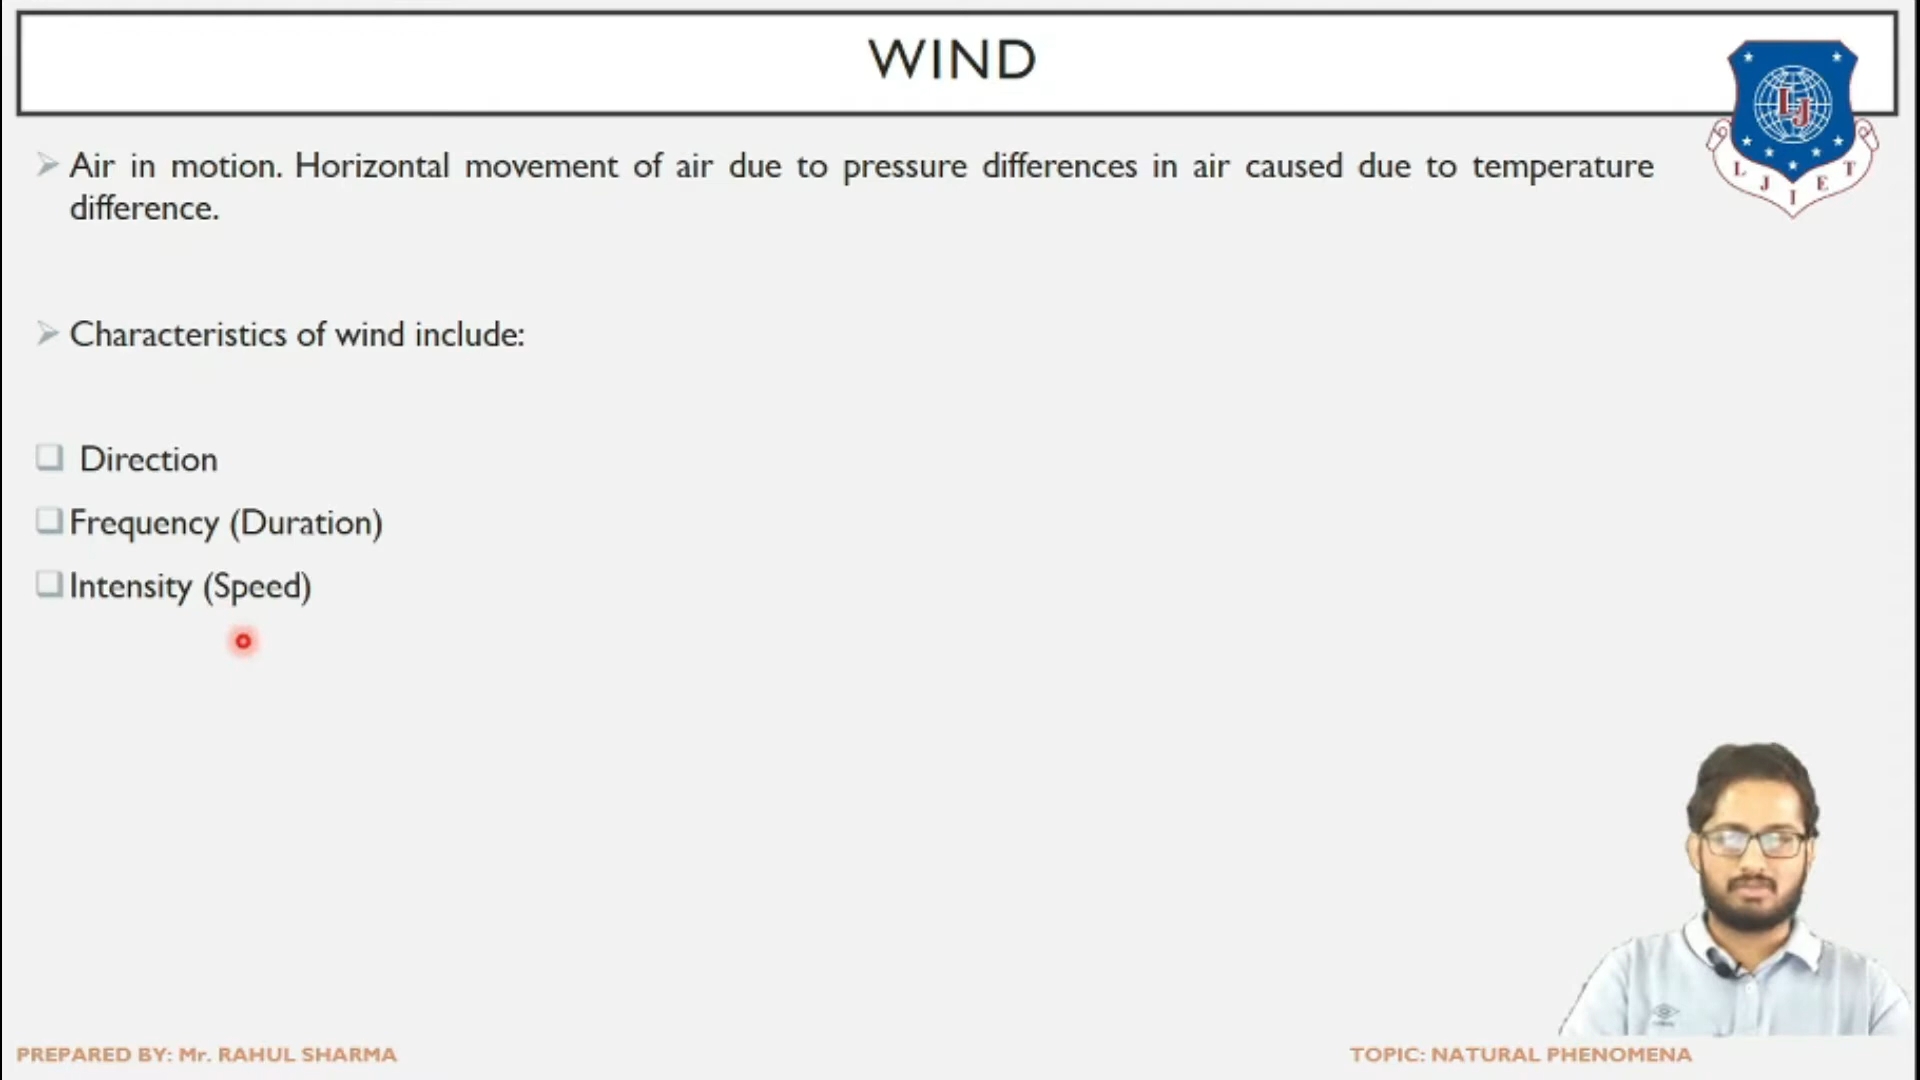 WIND
Air in motion. Horizontal movement of air due to pressure differences in air caused due to temperature
difference.
Characteristics of wind include:
Direction
Frequency (Duration)
Intensity (Speed)
LJ
L J I E T
PREPARED BY: Mr. RAHUL SHARMA
TOPIC: NATURAL PHENOMENA